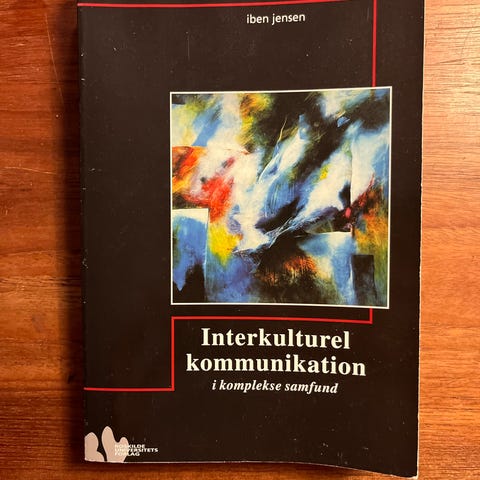 iben jensen
Interkulturel
kommunikation
i komplekse samfund
ROSKILDE
UNIVERSITETS
FORLAG